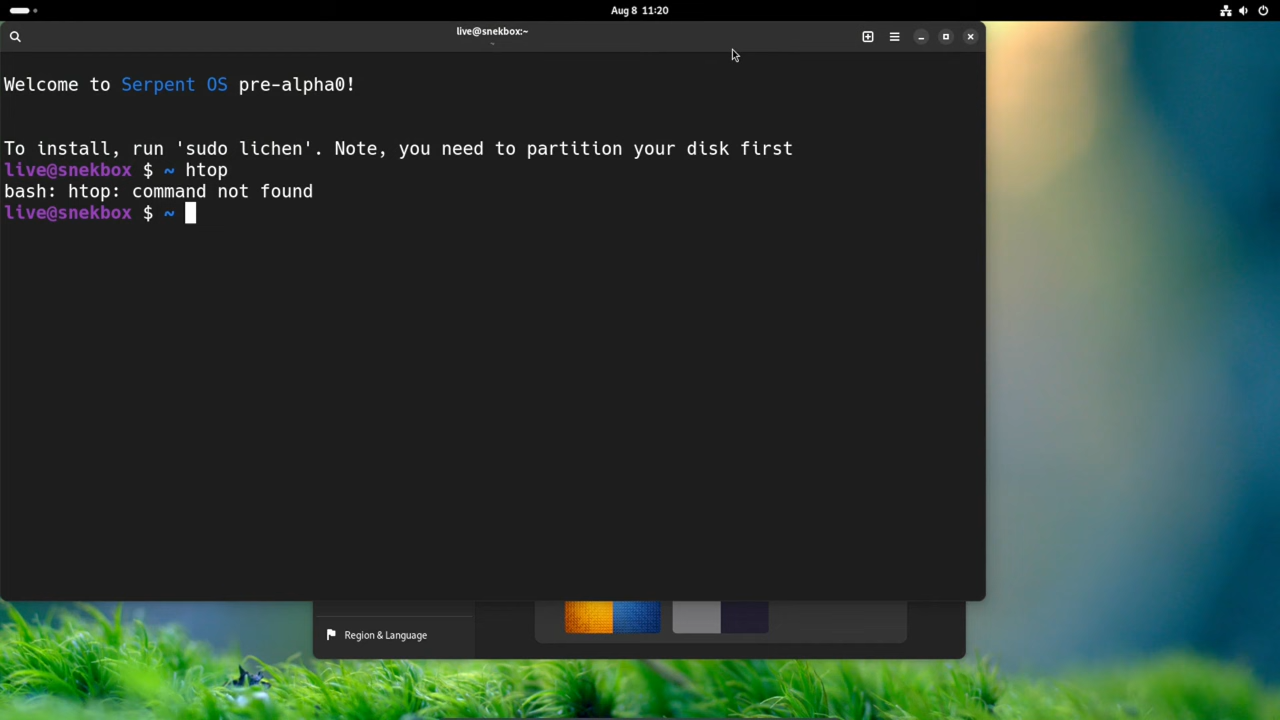 Aug 8 11:20
live@snekbox:~
~
Welcome to Serpent OS pre-alpha0!
To install, run 'sudo lichen'. Note, you need to partition your disk first
live@snekbox $ ~ htop
bash: htop: command not found
live@snekbox $ ~
Region & Language